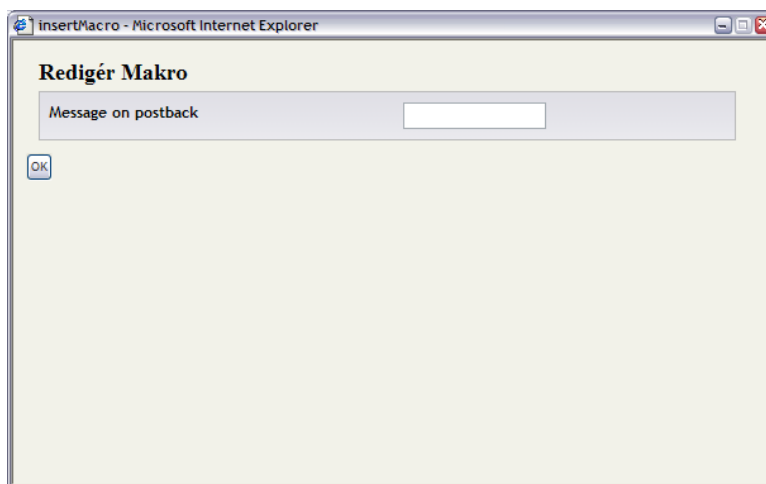 insertMacro - Microsoft Internet Explorer
Redigér Makro
Message on postback
OK